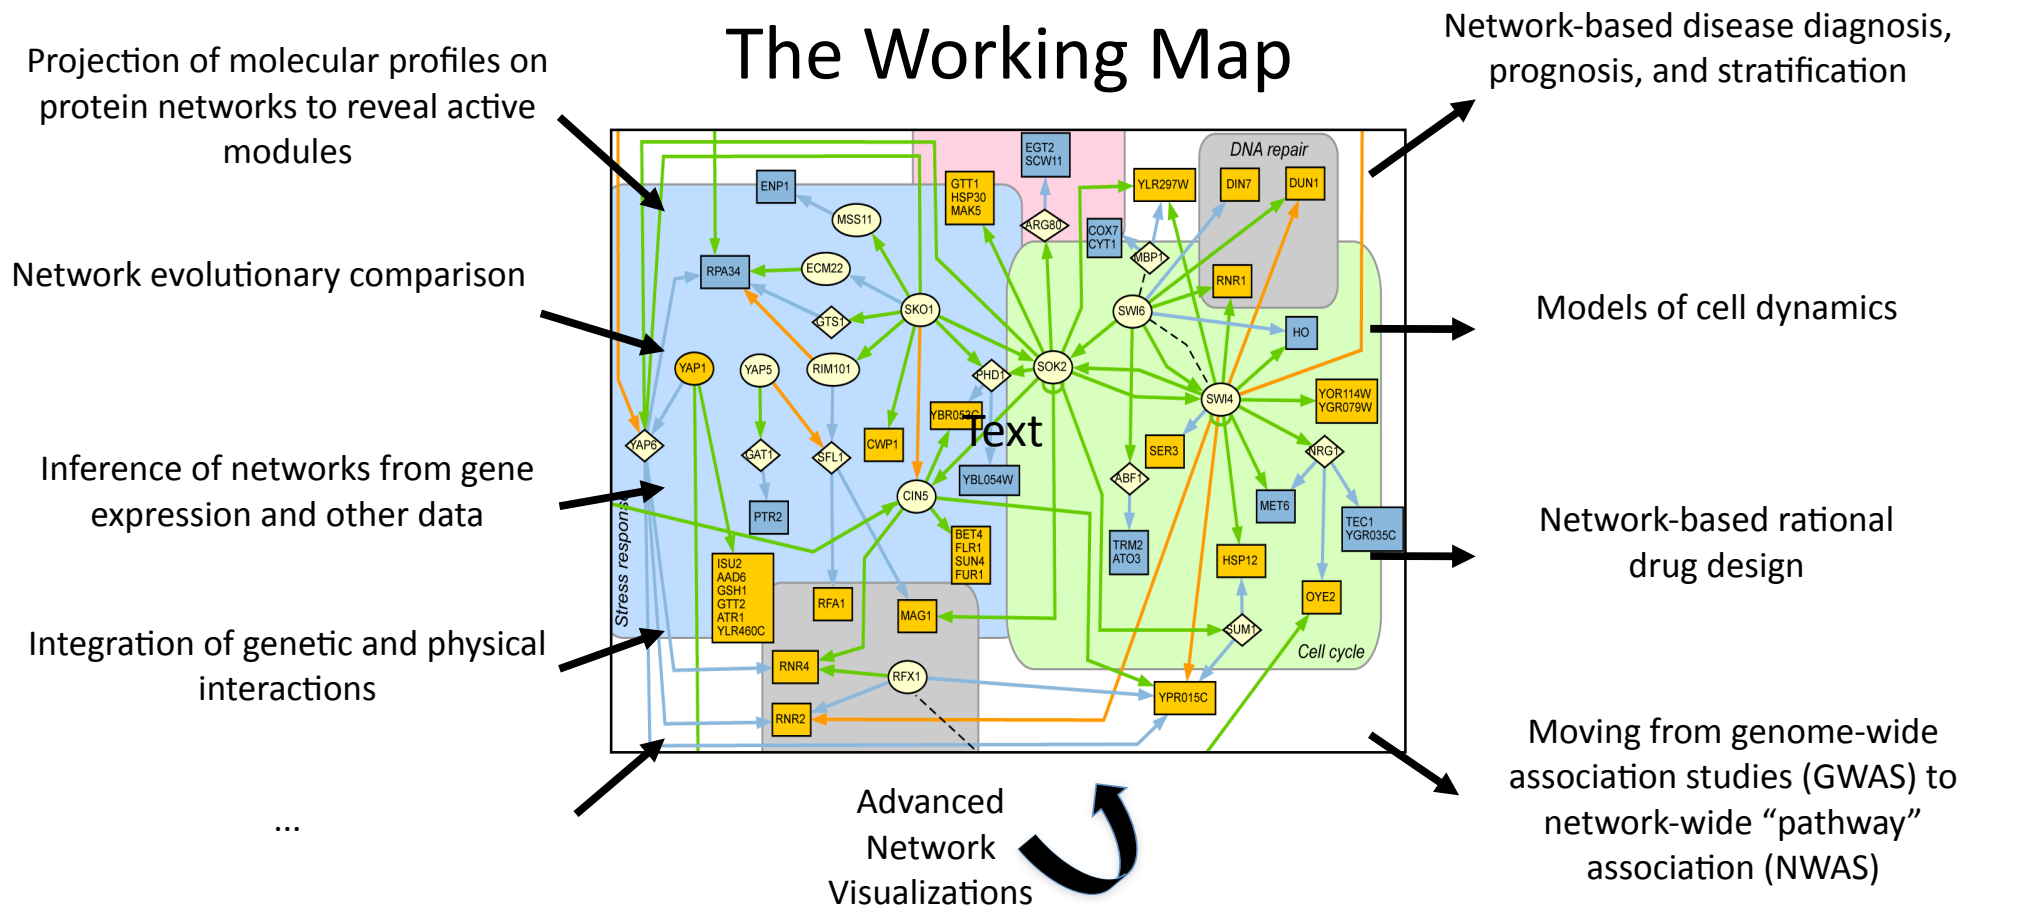 The Working Map
Projection of molecular profiles on
protein networks to reveal active
modules
Network evolutionary comparison
Inference of networks from gene
expression and other data
Integration of genetic and physical
interactions
...
Network-based disease diagnosis,
prognosis, and stratification
Models of cell dynamics
Network-based rational
drug design
Moving from genome-wide
association studies (GWAS) to
network-wide “pathway”
association (NWAS)
Advanced
Network
Visualizations
Text
DNA repair
Stress response
Cell cycle
EGT2
SCW11
ENP1
GTT1
HSP30
MAK5
YLR297W
DIN7
DUN1
MSS11
ARG80
COX7
CYT1
MBP1
RPA34
ECM22
RNR1
GTS1
SKO1
SWI6
HO
YAP1
YAP5
RIM101
PHD1
SOK2
SWI4
YOR114W
YGR079W
YBR053C
YAP6
GAT1
SFL1
CWP1
SER3
NRG1
YBL054W
ABF1
CIN5
PTR2
MET6
TEC1
YGR035C
BET4
FLR1
SUN4
FUR1
TRM2
ATO3
HSP12
ISU2
AAD6
GSH1
GTT2
ATR1
YLR460C
RFA1
MAG1
OYE2
SUM1
RNR4
RFX1
YPR015C
RNR2